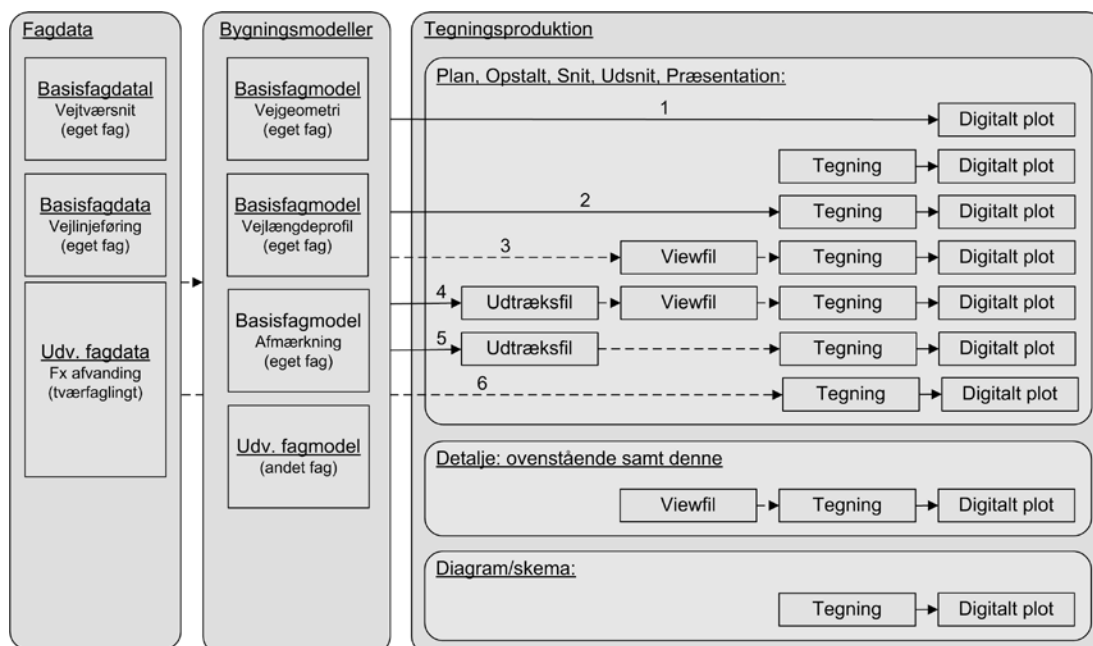 Fagdata
Basisfagdatal
Vejtværsnit
(eget fag)
Basisfagdata
Vejlinjeføring
(eget fag)
Udv. fagdata
Fx afvanding
(tværfaglingt)
Bygningsmodeller
Basisfagmodel
Vejgeometri
(eget fag)
Basisfagmodel
Vejlængdeprofil
(eget fag)
Basisfagmodel
Afmærkning
(eget fag)
Udv. fagmodel
(andet fag)
Tegningsproduktion
Plan, Opstalt, Snit, Udsnit, Præsentation:
1
Digitalt plot
Tegning
Digitalt plot
2
Tegning
Digitalt plot
3
Viewfil
Tegning
Digitalt plot
4
Udtræksfil
Viewfil
Tegning
Digitalt plot
5
Udtræksfil
Tegning
Digitalt plot
6
Tegning
Digitalt plot
Detalje: ovenstående samt denne
Viewfil
Tegning
Digitalt plot
Diagram/skema:
Tegning
Digitalt plot